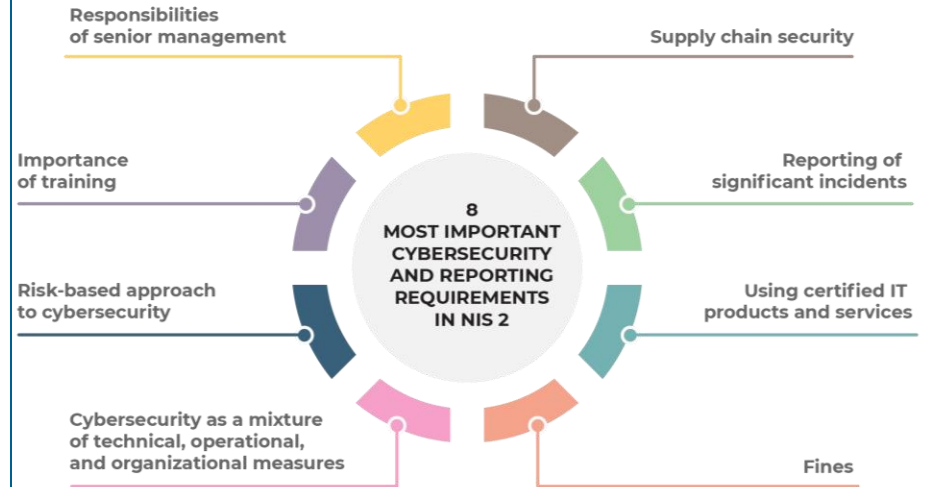 Responsibilities
of senior management
Supply chain security
Importance
of training
Reporting of
significant incidents
8
MOST IMPORTANT
CYBERSECURITY
AND REPORTING
REQUIREMENTS
IN NIS 2
Risk-based approach
to cybersecurity
Using certified IT
products and services
Cybersecurity as a mixture
of technical, operational,
and organizational measures
Fines